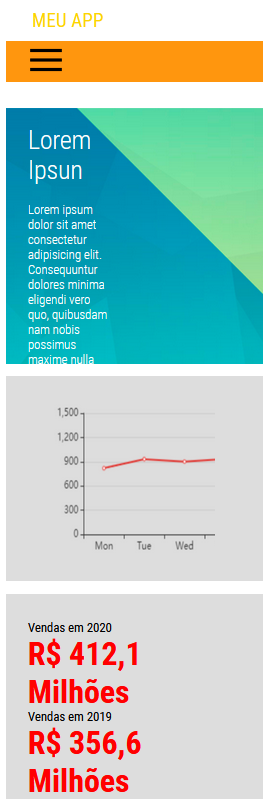 MEU APP
Lorem
Ipsun
Lorem ipsum
dolor sit amet
consectetur
adipisicing elit.
Consequuntur
dolores minima
eligendi vero
quo, quibusdam
nam nobis
possimus
maxime nulla
1,500
1,200
900
600
300
0
Mon Tue Wed
Vendas em 2020
R$ 412,1
Milhões
Vendas em 2019
R$ 356,6
Milhões